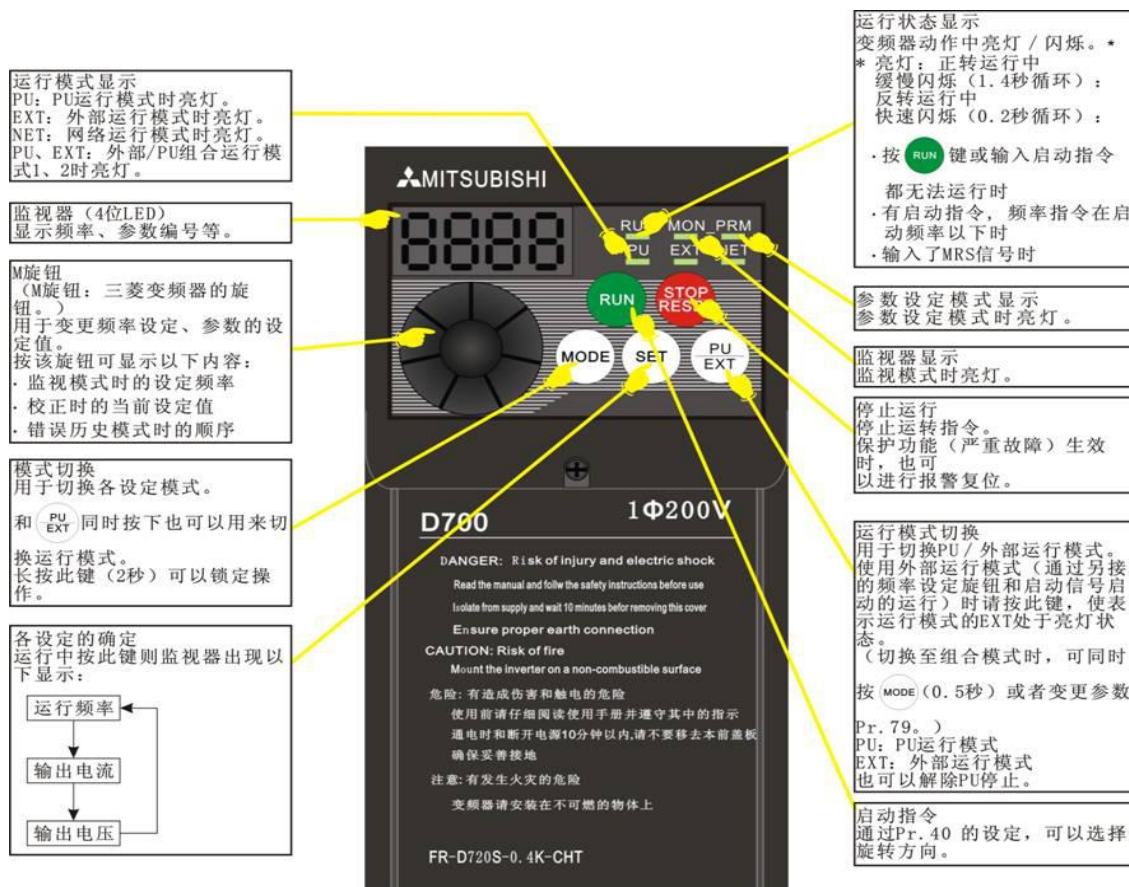 运行模式显示
PU：PU运行模式时亮灯。
EXT：外部运行模式时亮灯。
NET：网络运行模式时亮灯。
PU、EXT：外部/PU组合运行模
式1、2时亮灯。
监视器（4位LED）
显示频率、参数编号等。
M旋钮
（M旋钮：三菱变频器的旋
钮。）
用于变更频率设定、参数的设
定值。
按该旋钮可显示以下内容：
·监视模式时的设定频率
·校正时的当前设定值
·错误历史模式时的顺序
模式切换
用于切换各设定模式。
和 PU EXT 同时按下也可以用来切
换运行模式。
长按此键（2秒）可以锁定操
作。
各设定的确定
运行中按此键则监视器出现以
下显示：
运行频率
输出电流
输出电压
MITSUBISHI
8888
MON PRM
PU EXT NET
RUN
STOP
MODE
SET
PU
EXT
D700
1Φ200V
DANGER: Risk of injury and electric shock
Read the manual and follw the safety instructions before use
Isolate from supply and wait 10 minutes befor removing this cover
Ensure proper earth connection
CAUTION: Risk of fire
Mount the inverter on a non-combustible surface
危险：有造成伤害和触电的危险
使用前请仔细阅读使用手册并遵守其中的指示
通电时和断开电源10分钟以内,请不要移去本前盖板
确保妥善接地
注意：有发生火灾的危险
变频器请安装在不可燃的物体上
FR-D720S-0.4K-CHT
运行状态显示
变频器动作中亮灯／闪烁。*
* 亮灯：正转运行中
缓慢闪烁（1.4秒循环）：
反转运行中
快速闪烁（0.2秒循环）：
·按 RUN 键或输入启动指令
都无法运行时
·有启动指令，频率指令在启
动频率以下时
·输入了MRS信号时
参数设定模式显示
参数设定模式时亮灯。
监视器显示
监视模式时亮灯。
停止运行
停止运转指令。
保护功能（严重故障）生效
时，也可
以进行报警复位。
运行模式切换
用于切换PU／外部运行模式。
使用外部运行模式（通过另接
的频率设定旋钮和启动信号启
动的运行）时请按此键，使表
示运行模式的EXT处于亮灯状
态。
（切换至组合模式时，可同时
按 MODE（0.5秒）或者变更参数
Pr.79。）
PU：PU运行模式
EXT：外部运行模式
也可以解除PU停止。
启动指令
通过Pr.40 的设定，可以选择
旋转方向。